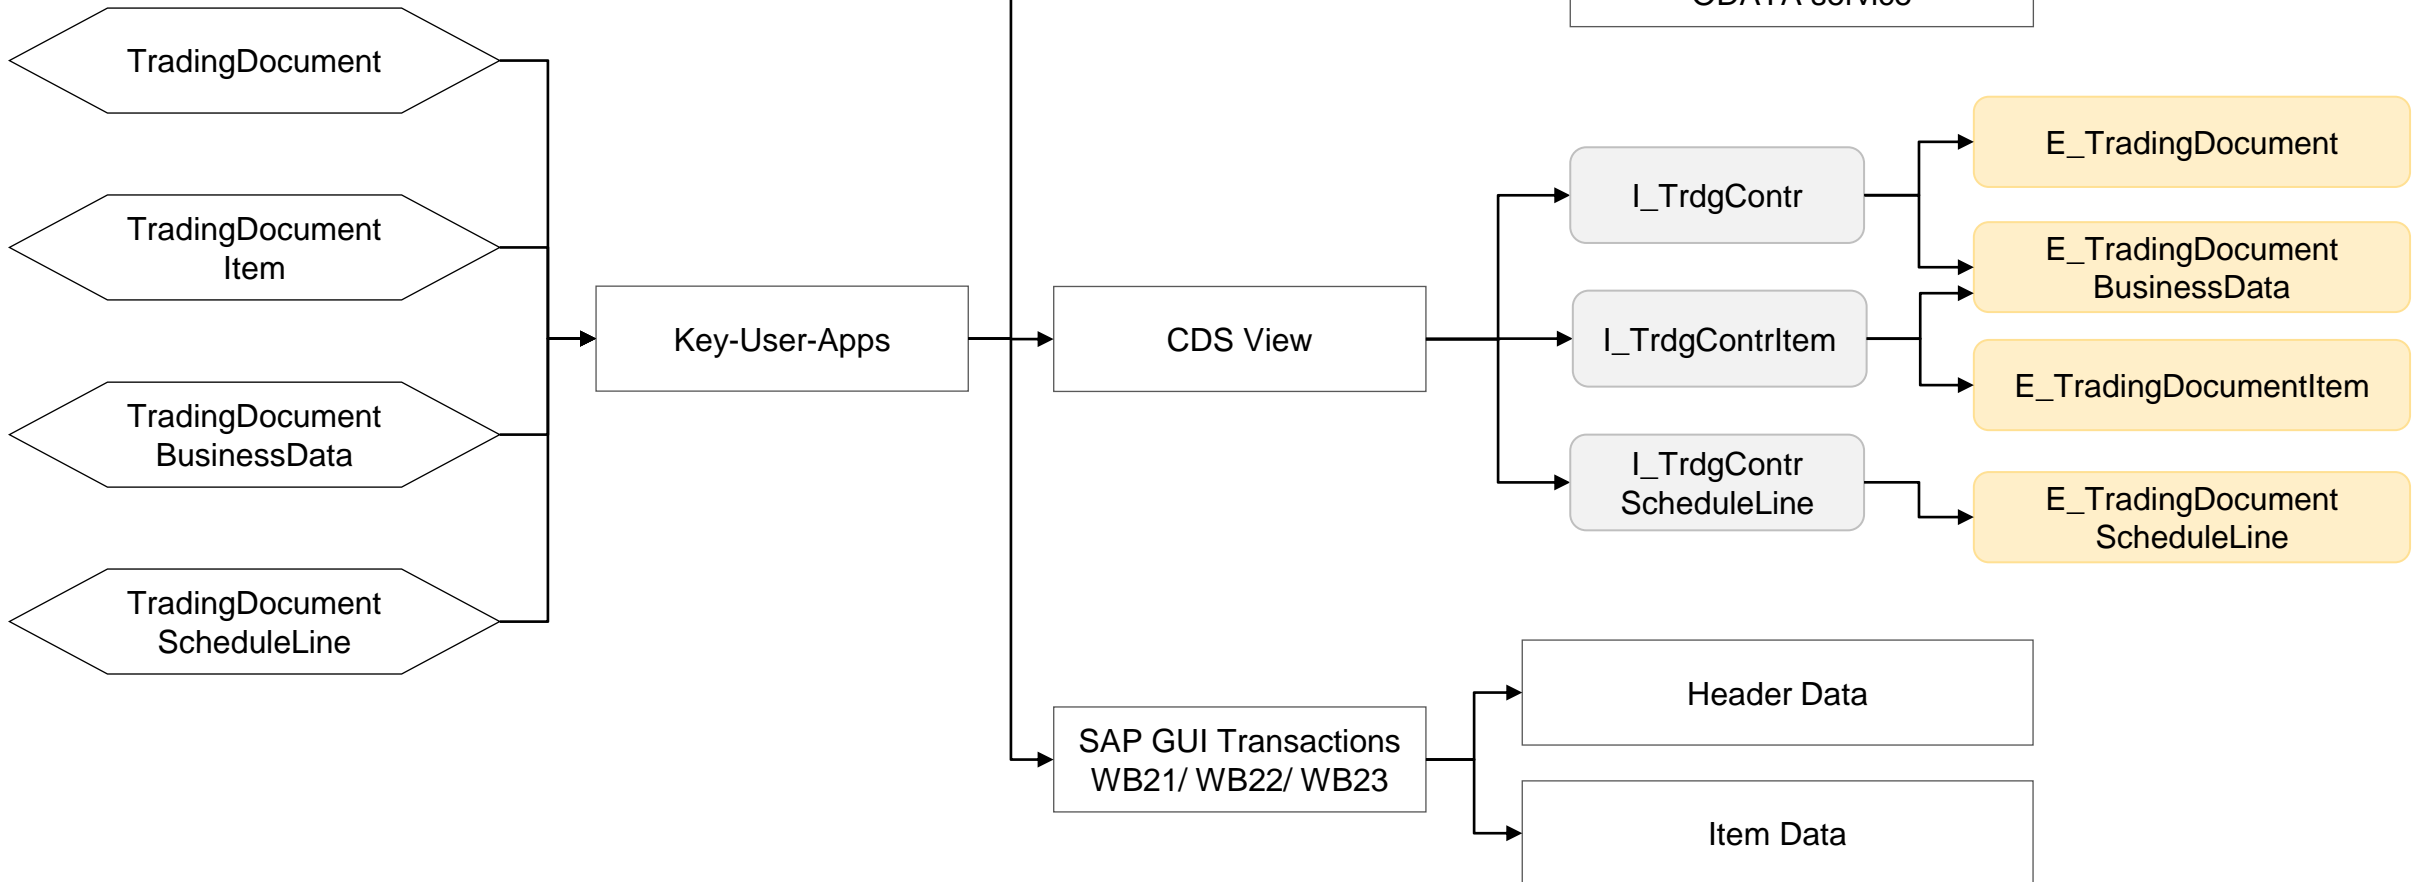 service
TradingDocument
TradingDocument
Item
TradingDocument
BusinessData
TradingDocument
ScheduleLine
Key-User-Apps
CDS View
SAP GUI Transactions
WB21/ WB22/ WB23
I_TrdgContr
I_TrdgContrItem
I_TrdgContr
ScheduleLine
E_TradingDocument
E_TradingDocument
BusinessData
E_TradingDocumentItem
E_TradingDocument
ScheduleLine
Header Data
Item Data